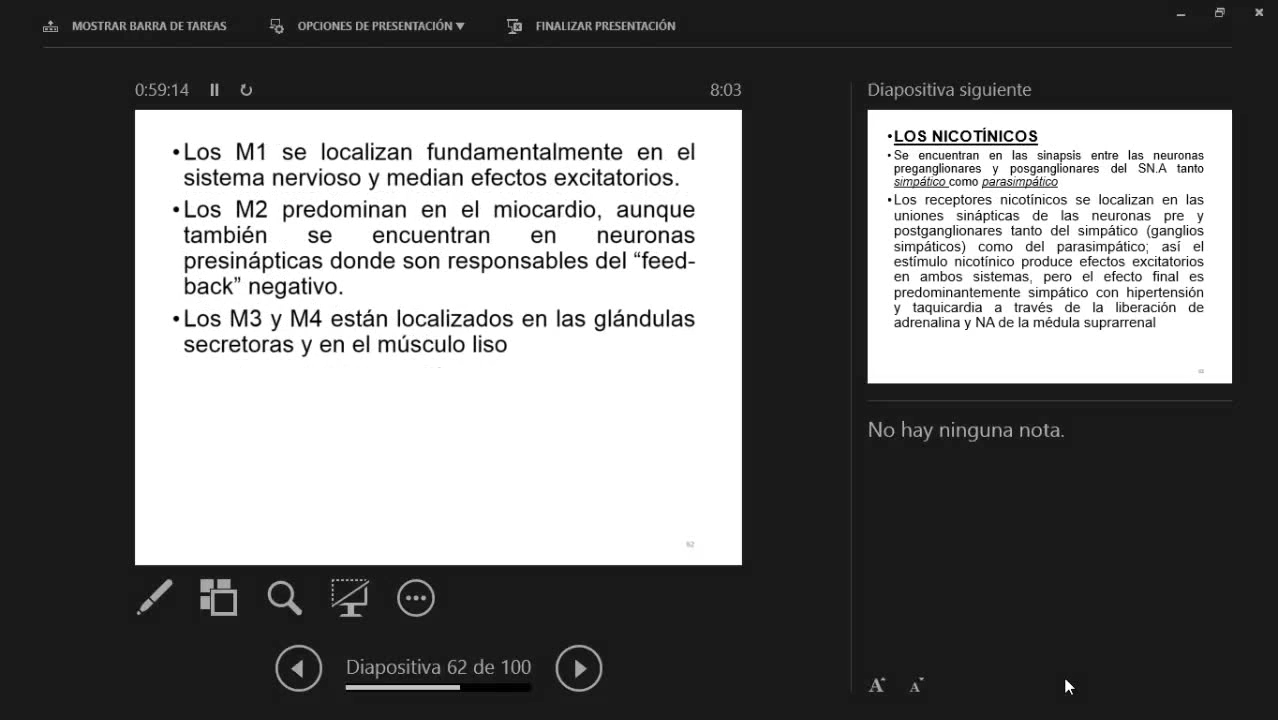 MOSTRAR BARRA DE TAREAS
OPCIONES DE PRESENTACIÓN
FINALIZAR PRESENTACIÓN
0:59:14
8:03
•Los M1 se localizan fundamentalmente en el
sistema nervioso y median efectos excitatorios.
•Los M2 predominan en el miocardio, aunque
también se encuentran en neuronas
presinápticas donde son responsables del “feed-
back” negativo.
•Los M3 y M4 están localizados en las glándulas
secretoras y en el músculo liso
62
Diapositiva 62 de 100
Diapositiva siguiente
•LOS NICOTÍNICOS
•Se encuentran en las sinapsis entre las neuronas
preganglionares y posganglionares del SN.A tanto
simpático como parasimpático
•Los receptores nicotínicos se localizan en las
uniones sinápticas de las neuronas pre y
postganglionares tanto del simpático (ganglios
simpáticos) como del parasimpático; así el
estímulo nicotínico produce efectos excitatorios
en ambos sistemas, pero el efecto final es
predominantemente simpático con hipertensión
y taquicardia a través de la liberación de
adrenalina y NA de la médula suprarrenal
No hay ninguna nota.
A A